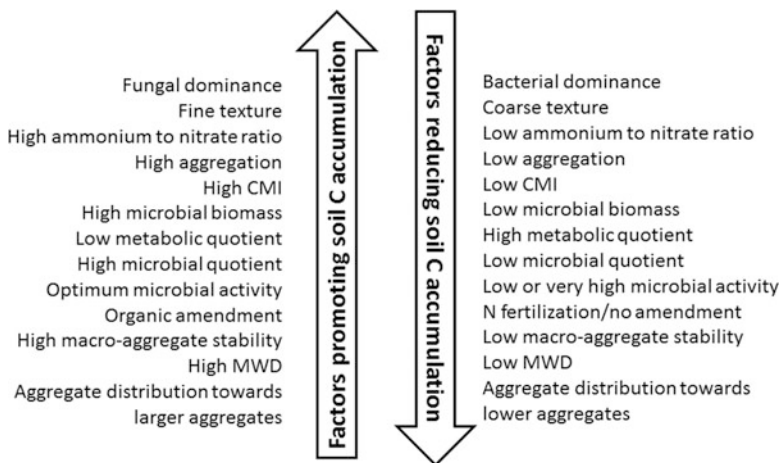 Fungal dominance
Fine texture
High ammonium to nitrate ratio
High aggregation
High CMI
High microbial biomass
Low metabolic quotient
High microbial quotient
Optimum microbial activity
Organic amendment
High macro-aggregate stability
High MWD
Aggregate distribution towards
larger aggregates
Factors promoting soil C accumulation
Factors reducing soil C accumulation
Bacterial dominance
Coarse texture
Low ammonium to nitrate ratio
Low aggregation
Low CMI
Low microbial biomass
High metabolic quotient
Low microbial quotient
Low or very high microbial activity
N fertilization/no amendment
Low macro-aggregate stability
Low MWD
Aggregate distribution towards
lower aggregates